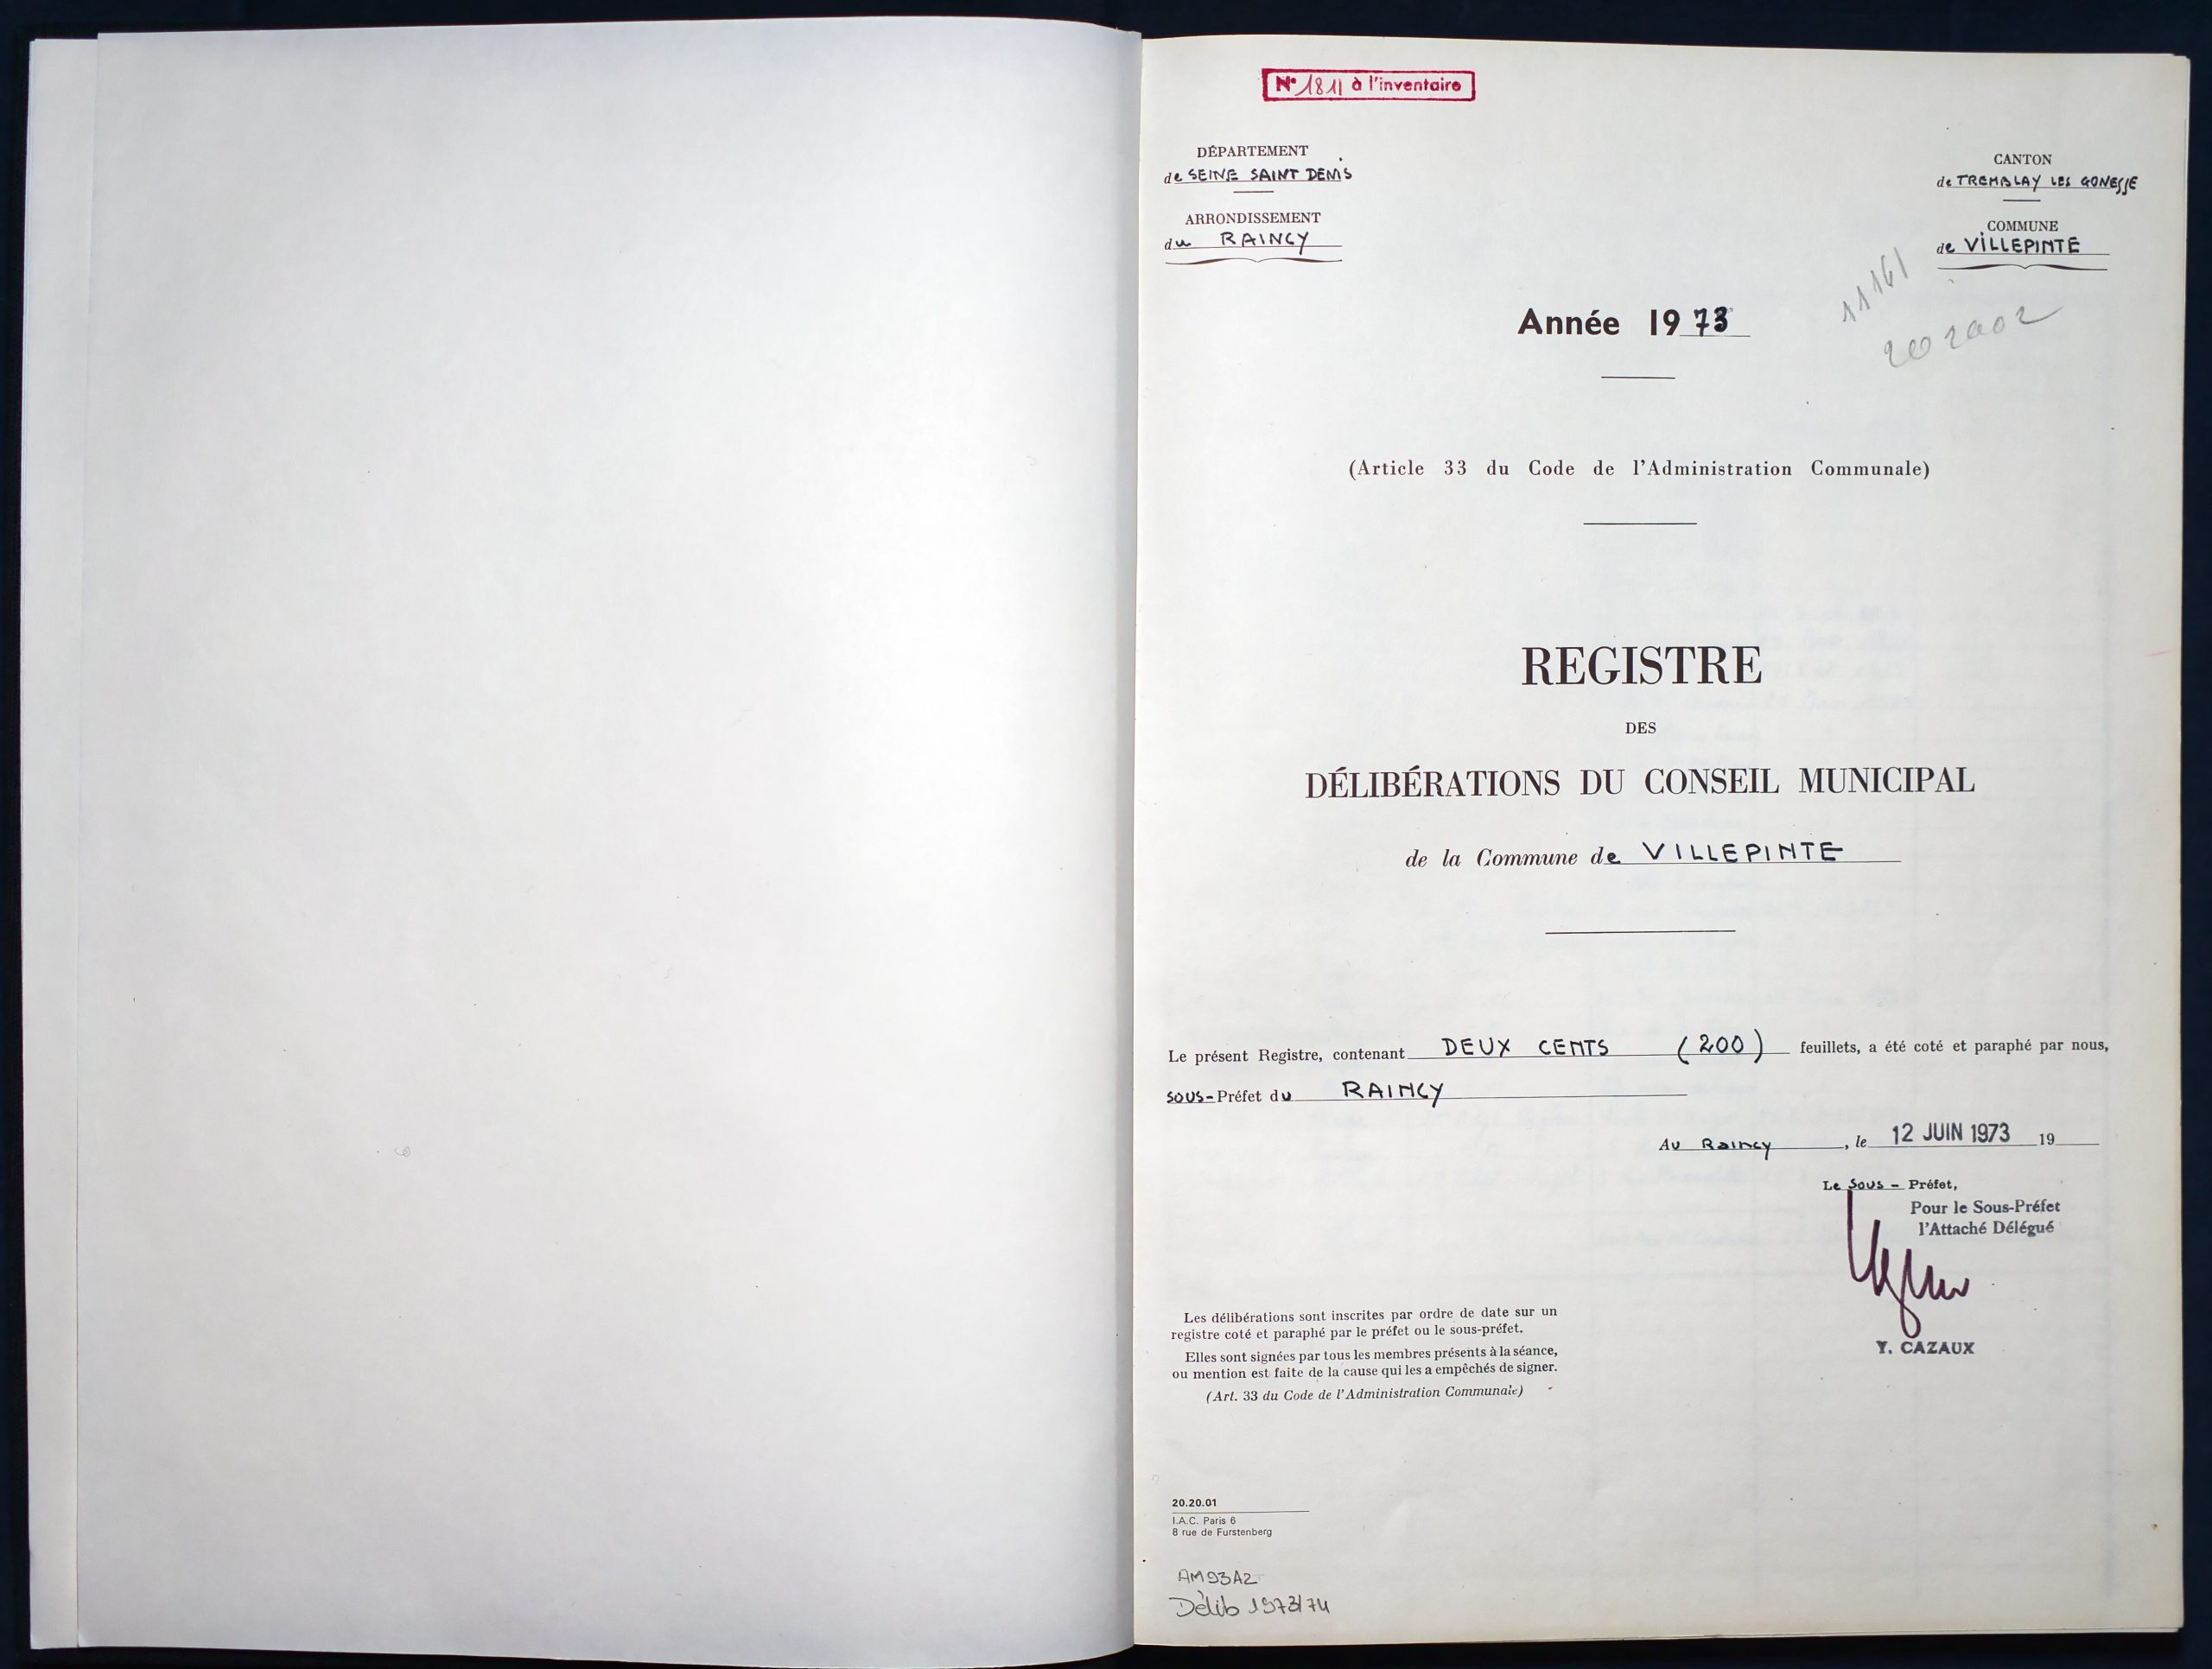 N° 1811 à l'inventaire
DÉPARTEMENT
de SEINE SAINT DENIS
ARRONDISSEMENT
du RAINCY
CANTON
de TREMBLAY LES GONESSE
COMMUNE
de VILLEPINTE
11161
202002
Année 1973
(Article 33 du Code de l'Administration Communale)
REGISTRE
DES
DÉLIBÉRATIONS DU CONSEIL MUNICIPAL
de la Commune de VILLEPINTE
Le présent Registre, contenant DEUX CENTS (200) feuillets, a été coté et paraphé par nous,
SOUS-Préfet du RAINCY
Au Raincy, le 12 JUIN 1973 19
Le Sous - Préfet,
Pour le Sous-Préfet
l'Attaché Délégué
Y. CAZAUX
Les délibérations sont inscrites par ordre de date sur un
registre coté et paraphé par le préfet ou le sous-préfet.
Elles sont signées par tous les membres présents à la séance,
ou mention est faite de la cause qui les a empêchés de signer.
(Art. 33 du Code de l'Administration Communale)
20.20.01
I.A.C. Paris 6
8 rue de Furstenberg
AM93A2
Délib 1973/74